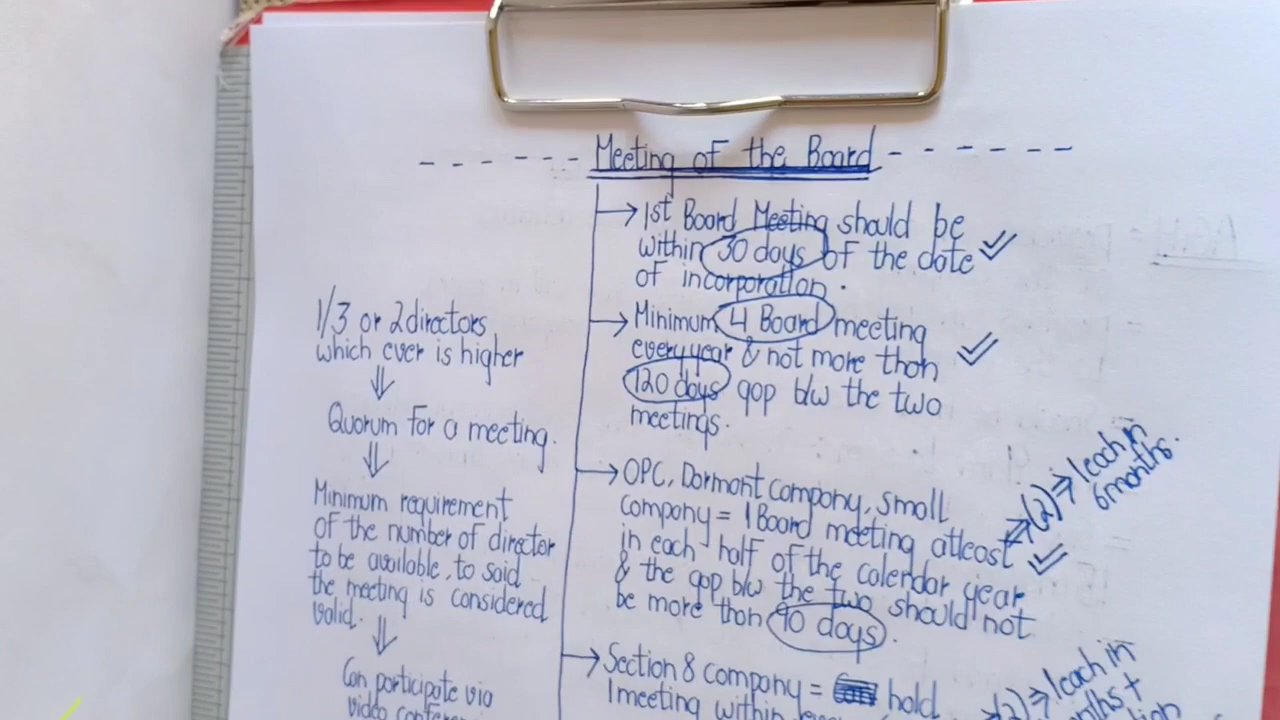 Meeting of the Board
1st Board Meeting should be
within 30 days of the date
of incorporation.
Minimum 4 Board meeting
every year & not more than
120 days gap b/w the two
meetings.
OPC, Dormant company, small
company = 1 Board meeting atleast
in each half of the calendar year
& the gap b/w the two should not
be more than 90 days.
⇒ (2) ⇒ 1 each in
6 months.
Section 8 company = hold
1 meeting within
(2) ⇒ 1 each in
1/3 or 2 directors
which ever is higher
Quorum for a meeting.
Minimum requirement
of the number of director
to be available, to said
the meeting is considered
valid.
Can participate via
video